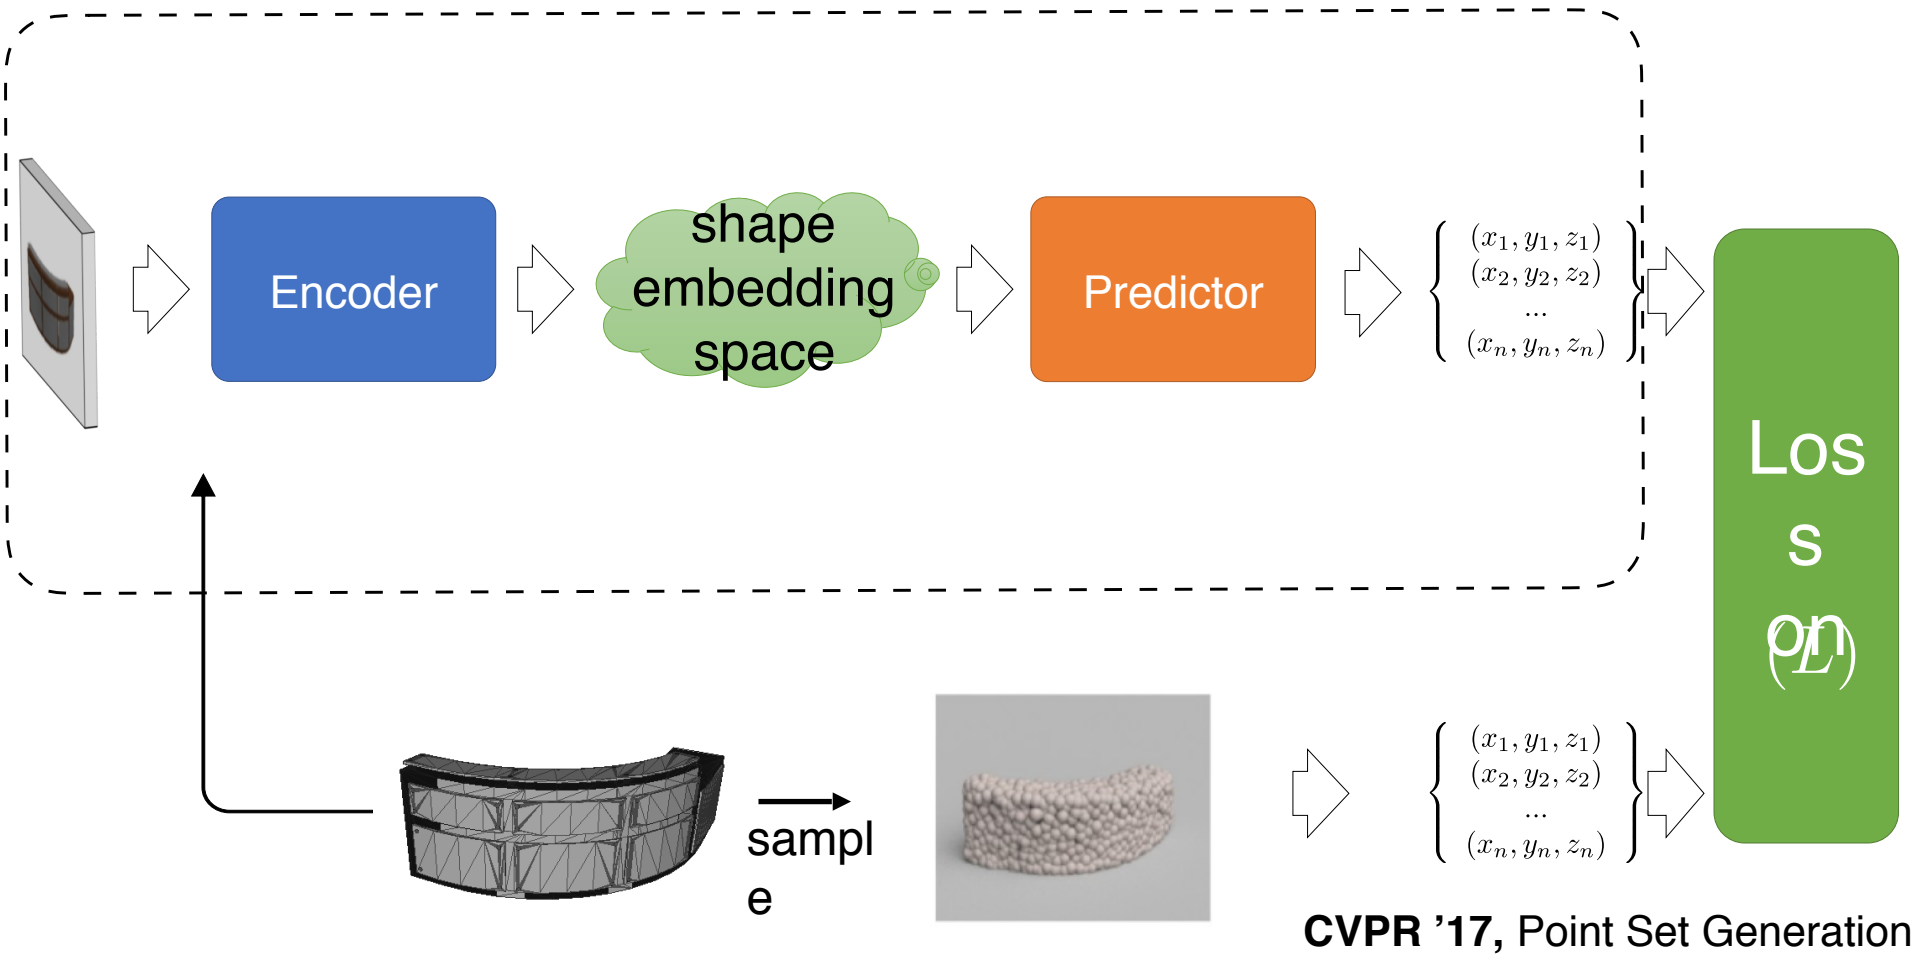 shape
embedding
space
Encoder
Predictor
(x₁, y₁, z₁)
(x₂, y₂, z₂)
...
(xₙ, yₙ, zₙ)
Los
s
on
(L)
sampl
e
(x₁, y₁, z₁)
(x₂, y₂, z₂)
...
(xₙ, yₙ, zₙ)
CVPR ’17, Point Set Generation